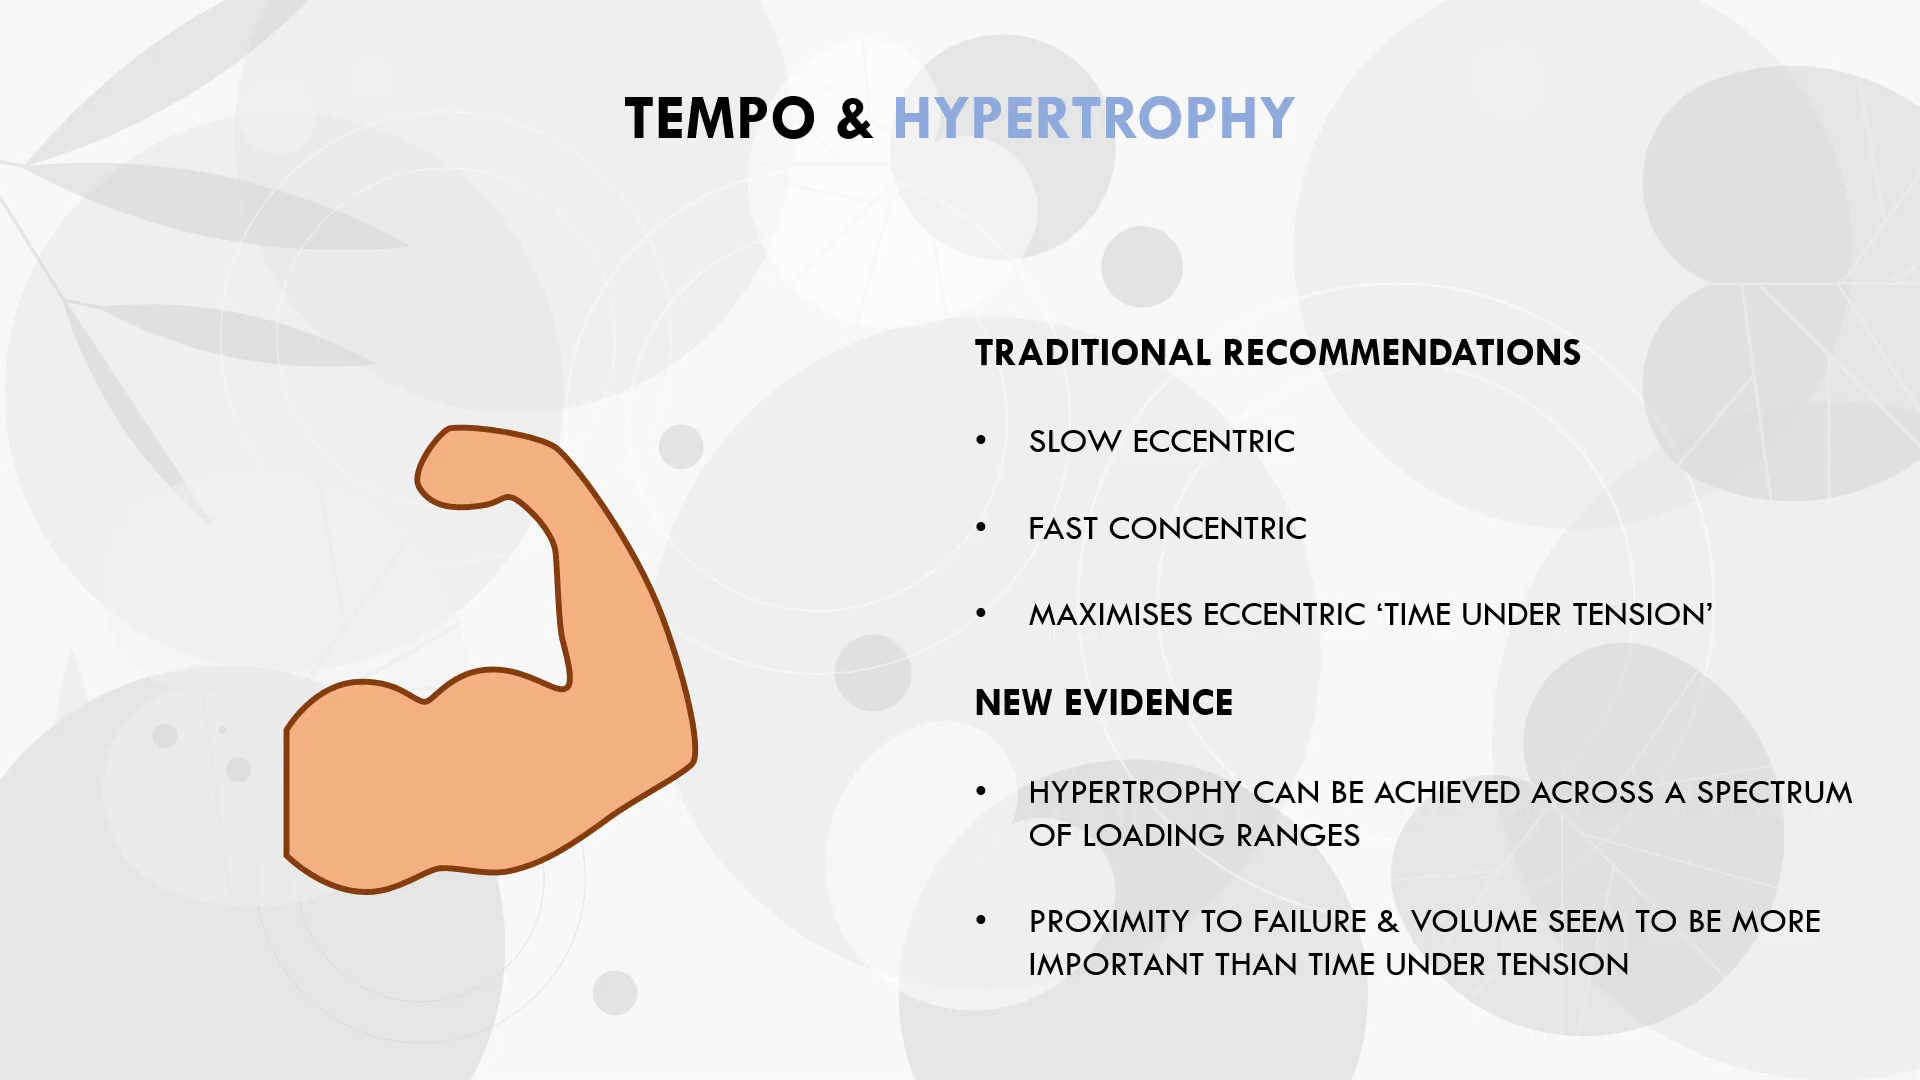 TEMPO & HYPERTROPHY
TRADITIONAL RECOMMENDATIONS
• SLOW ECCENTRIC
• FAST CONCENTRIC
• MAXIMISES ECCENTRIC ‘TIME UNDER TENSION’
NEW EVIDENCE
• HYPERTROPHY CAN BE ACHIEVED ACROSS A SPECTRUM
OF LOADING RANGES
• PROXIMITY TO FAILURE & VOLUME SEEM TO BE MORE
IMPORTANT THAN TIME UNDER TENSION